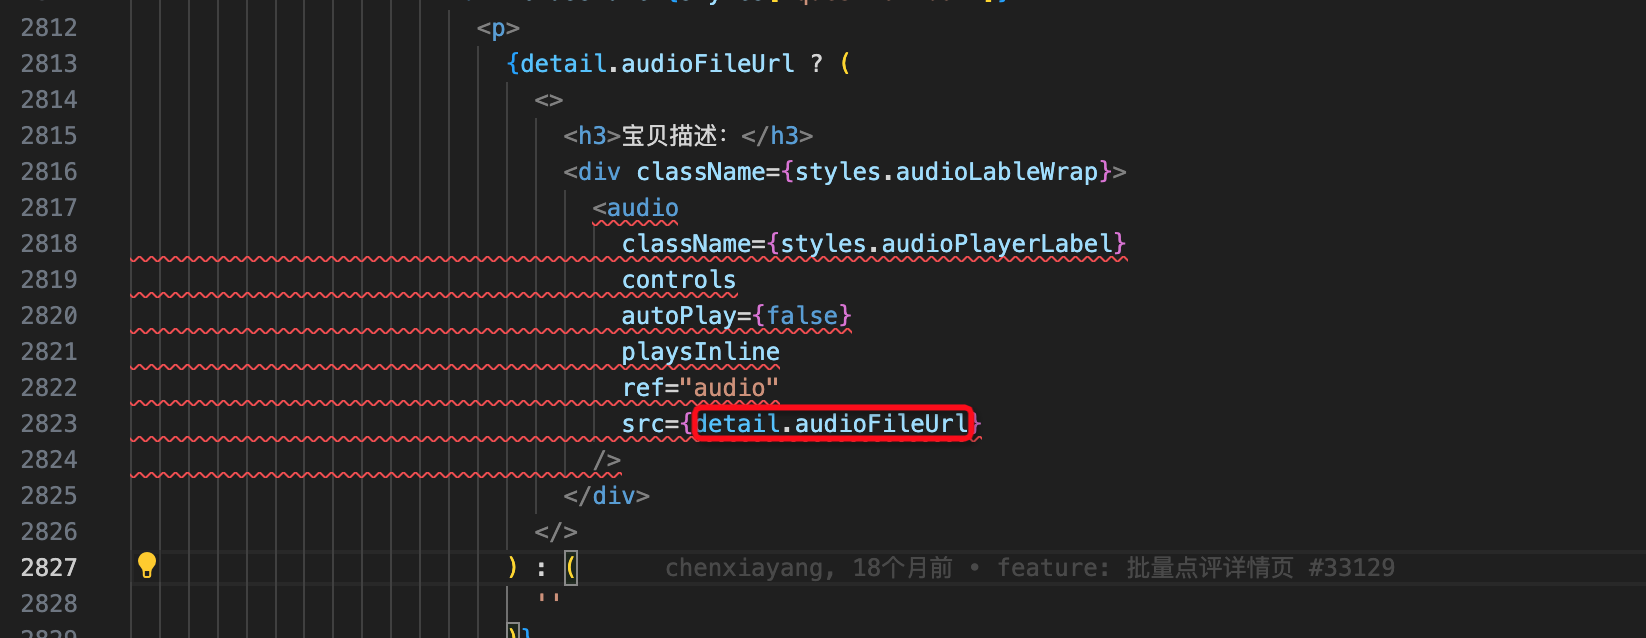 2812 <p>
2813 {detail.audioFileUrl ? (
2814 <>
2815 <h3>宝贝描述：</h3>
2816 <div className={styles.audioLableWrap}>
2817 <audio
2818 className={styles.audioPlayerLabel}
2819 controls
2820 autoPlay={false}
2821 playsInline
2822 ref="audio"
2823 src={detail.audioFileUrl}
2824 />
2825 </div>
2826 </>
2827 ) : ( chenxiayang, 18个月前 • feature: 批量点评详情页 #33129
2828 ''
2829 )}